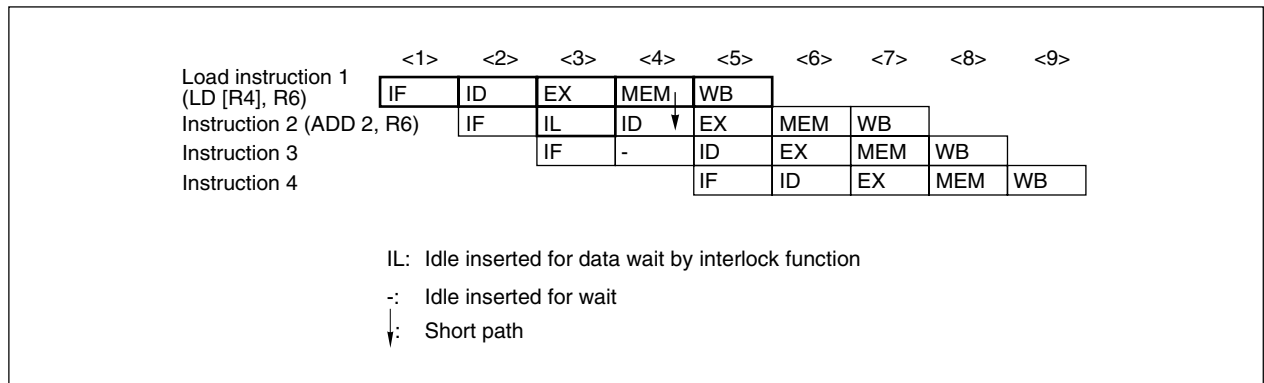 <1> <2> <3> <4> <5> <6> <7> <8> <9>
Load instruction 1
(LD [R4], R6)
IF ID EX MEM WB
Instruction 2 (ADD 2, R6) IF IL ID EX MEM WB
Instruction 3 IF - ID EX MEM WB
Instruction 4 IF ID EX MEM WB
IL: Idle inserted for data wait by interlock function
-: Idle inserted for wait
: Short path